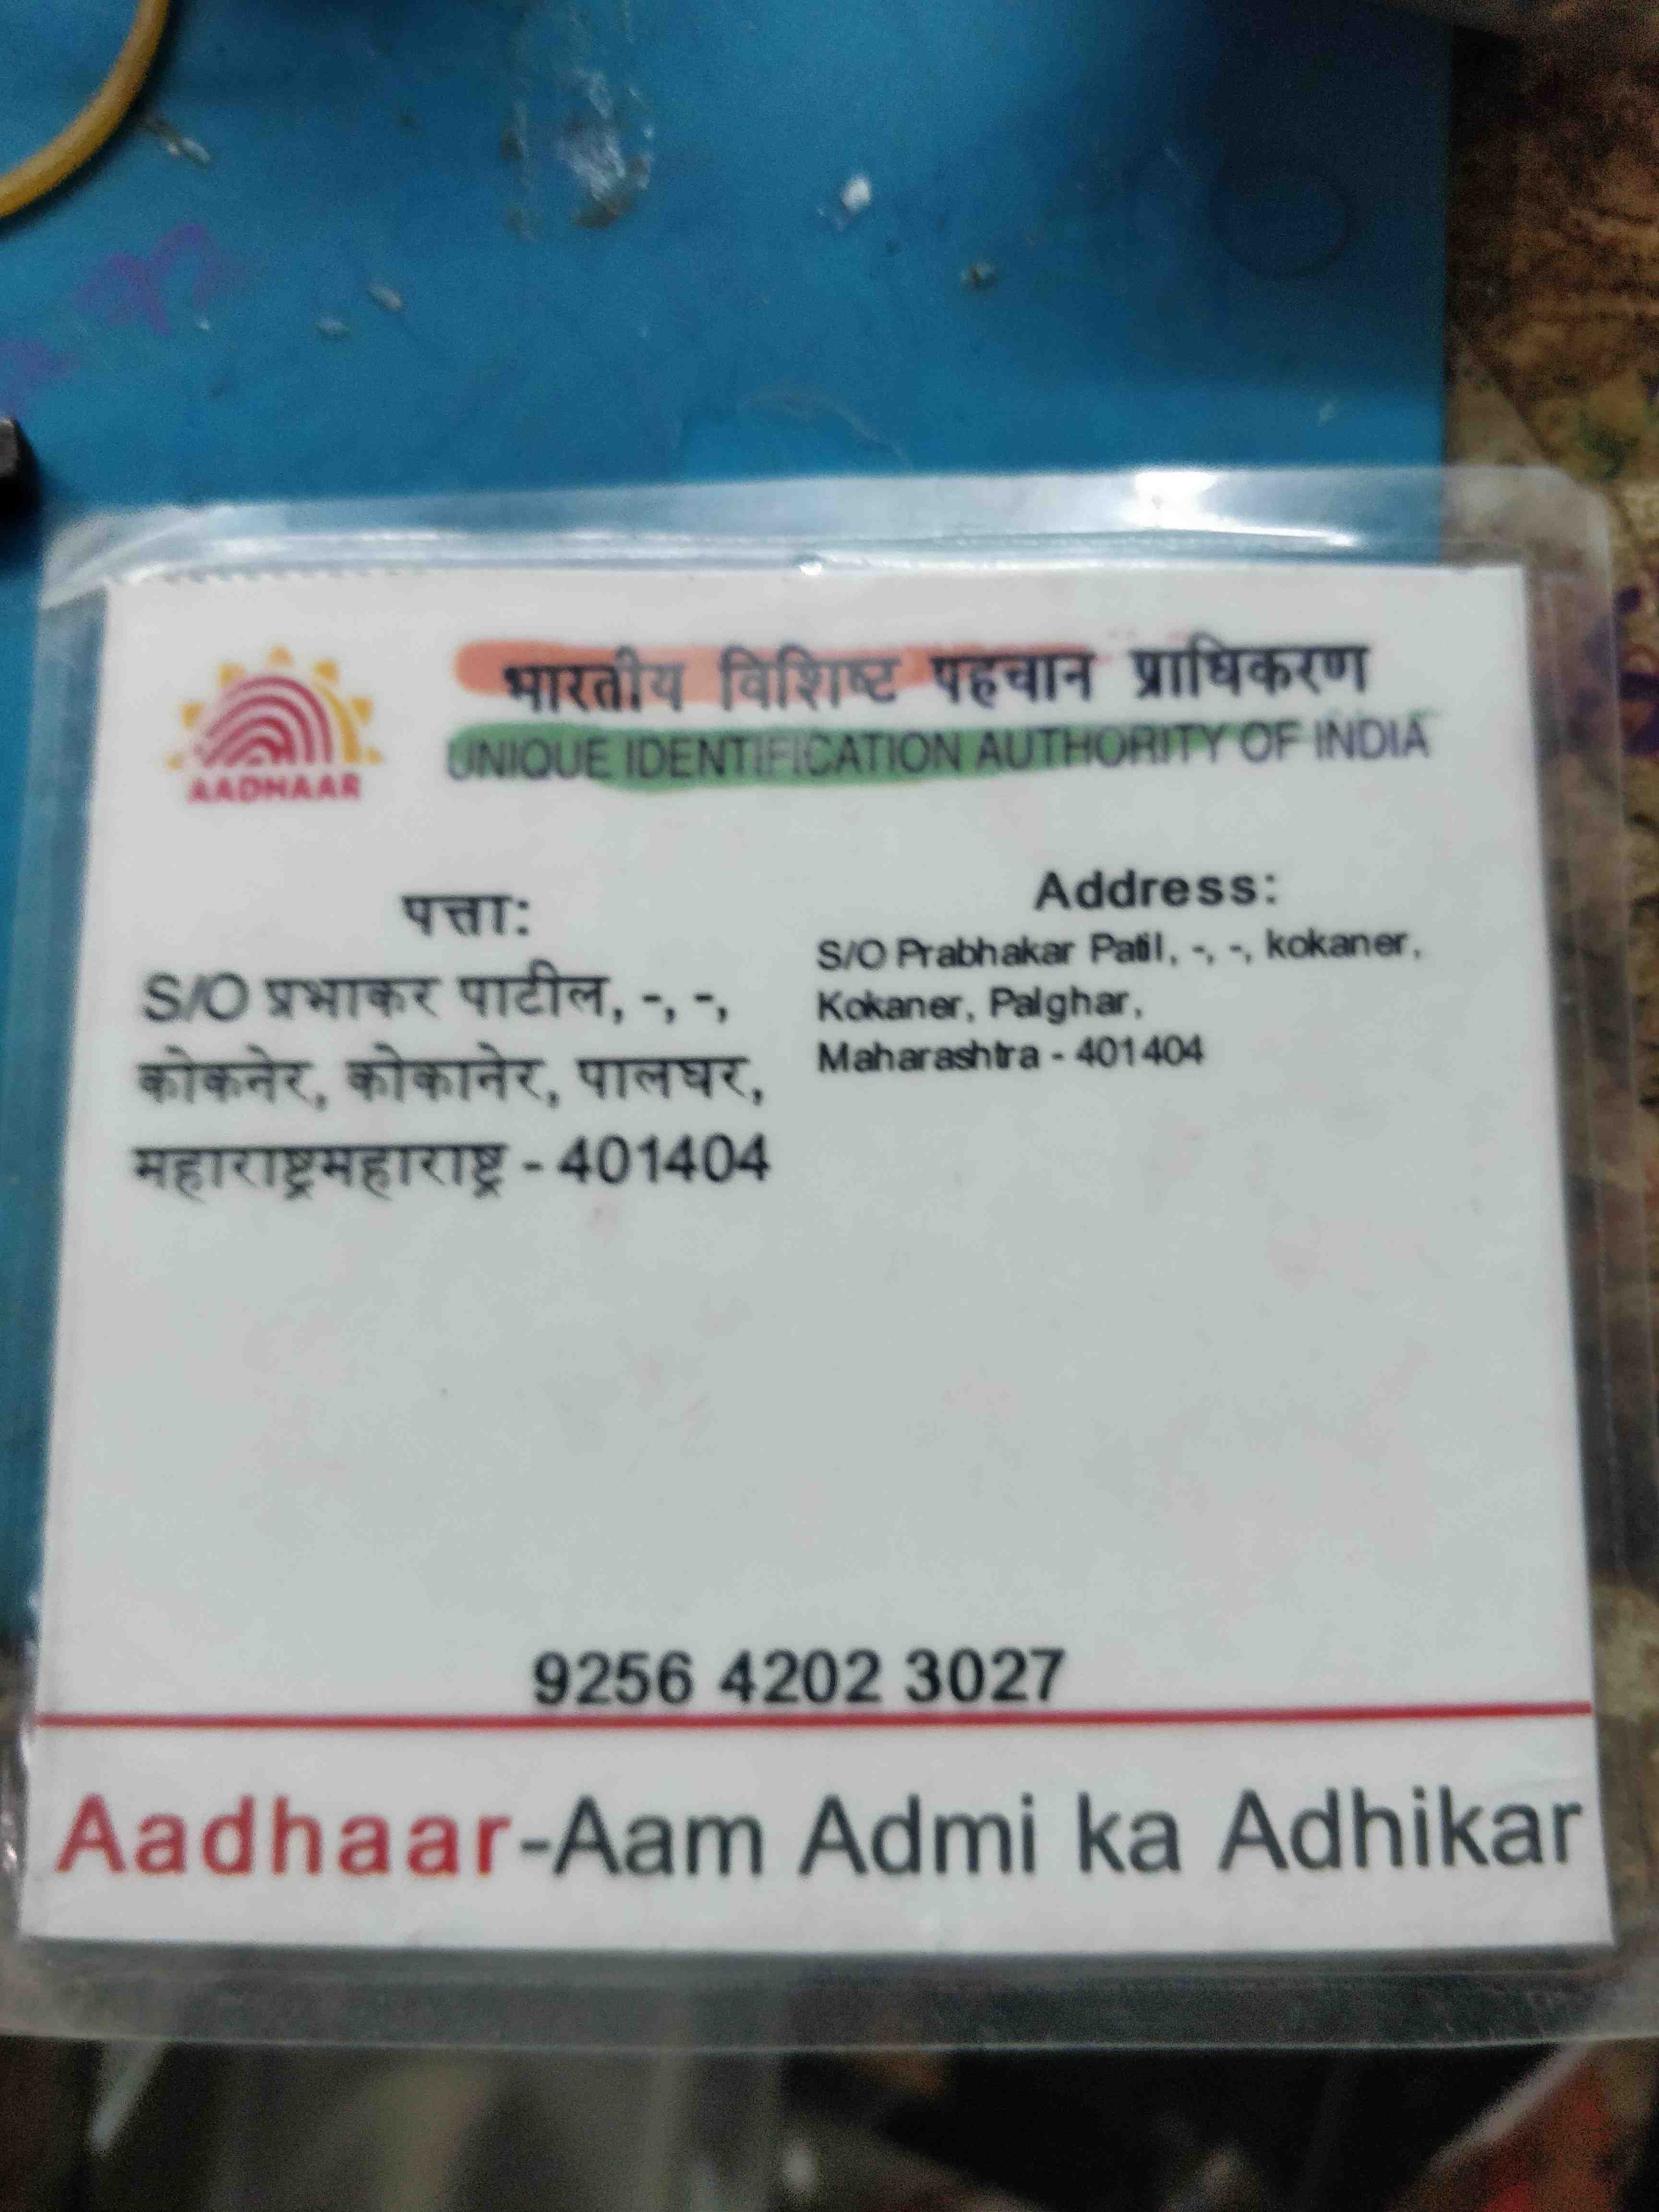 AADHAAR
भारतीय विशिष्ट पहचान प्राधिकरण
UNIQUE IDENTIFICATION AUTHORITY OF INDIA
पत्ता:
S/O प्रभाकर पाटील, -, -,
कोकनेर, कोकानेर, पालघर,
महाराष्ट्रमहाराष्ट्र - 401404
Address:
S/O Prabhakar Patil, -, -, kokaner,
Kokaner, Palghar,
Maharashtra - 401404
9256 4202 3027
Aadhaar-Aam Admi ka Adhikar